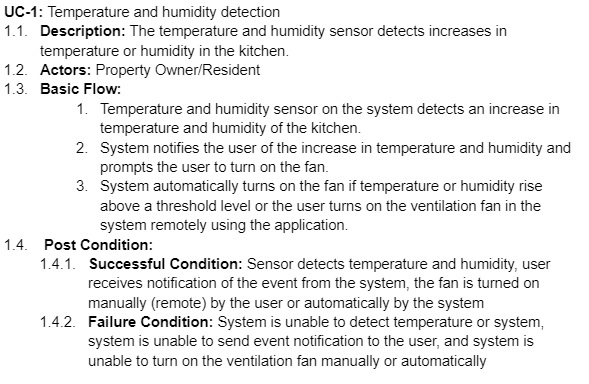 UC-1: Temperature and humidity detection
1.1. Description: The temperature and humidity sensor detects increases in
temperature or humidity in the kitchen.
1.2. Actors: Property Owner/Resident
1.3. Basic Flow:
1. Temperature and humidity sensor on the system detects an increase in
temperature and humidity of the kitchen.
2. System notifies the user of the increase in temperature and humidity and
prompts the user to turn on the fan.
3. System automatically turns on the fan if temperature or humidity rise
above a threshold level or the user turns on the ventilation fan in the
system remotely using the application.
1.4. Post Condition:
1.4.1. Successful Condition: Sensor detects temperature and humidity, user
receives notification of the event from the system, the fan is turned on
manually (remote) by the user or automatically by the system
1.4.2. Failure Condition: System is unable to detect temperature or system,
system is unable to send event notification to the user, and system is
unable to turn on the ventilation fan manually or automatically